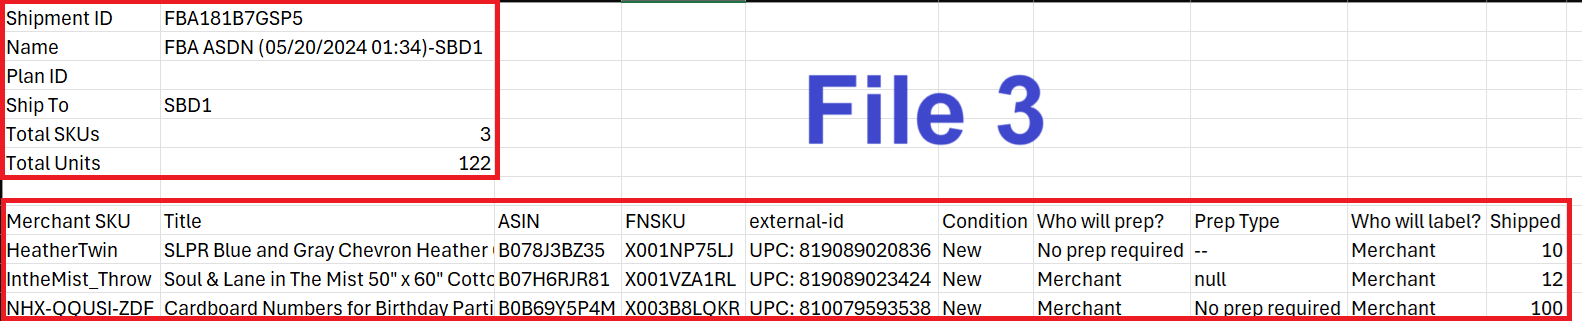 Shipment ID FBA181B7GSP5
Name FBA ASDN (05/20/2024 01:34)-SBD1
Plan ID
Ship To SBD1
Total SKUs 3
Total Units 122
File 3
Merchant SKU Title ASIN FNSKU external-id Condition Who will prep? Prep Type Who will label? Shipped
HeatherTwin SLPR Blue and Gray Chevron Heather B078J3BZ35 X001NP75LJ UPC: 819089020836 New No prep required -- Merchant 10
IntheMist_Throw Soul & Lane in The Mist 50" x 60" Cotto B07H6RJR81 X001VZA1RL UPC: 819089023424 New Merchant null Merchant 12
NHX-QQUSI-ZDF Cardboard Numbers for Birthday Parti B0B69Y5P4M X003B8LQKR UPC: 810079593538 New Merchant No prep required Merchant 100